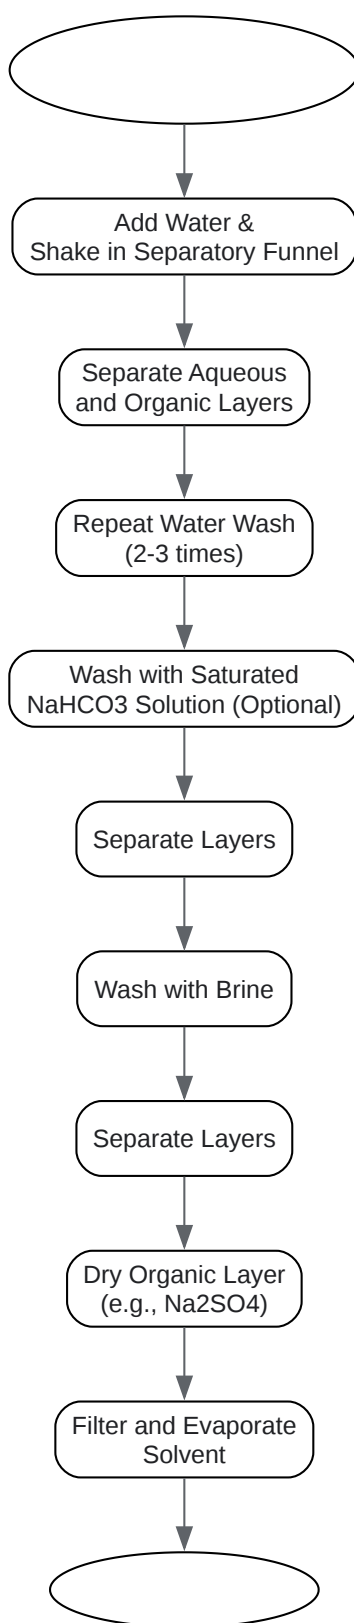 Add Water &
Shake in Separatory Funnel
Separate Aqueous
and Organic Layers
Repeat Water Wash
(2-3 times)
Wash with Saturated
NaHCO3 Solution (Optional)
Separate Layers
Wash with Brine
Separate Layers
Dry Organic Layer
(e.g., Na2SO4)
Filter and Evaporate
Solvent